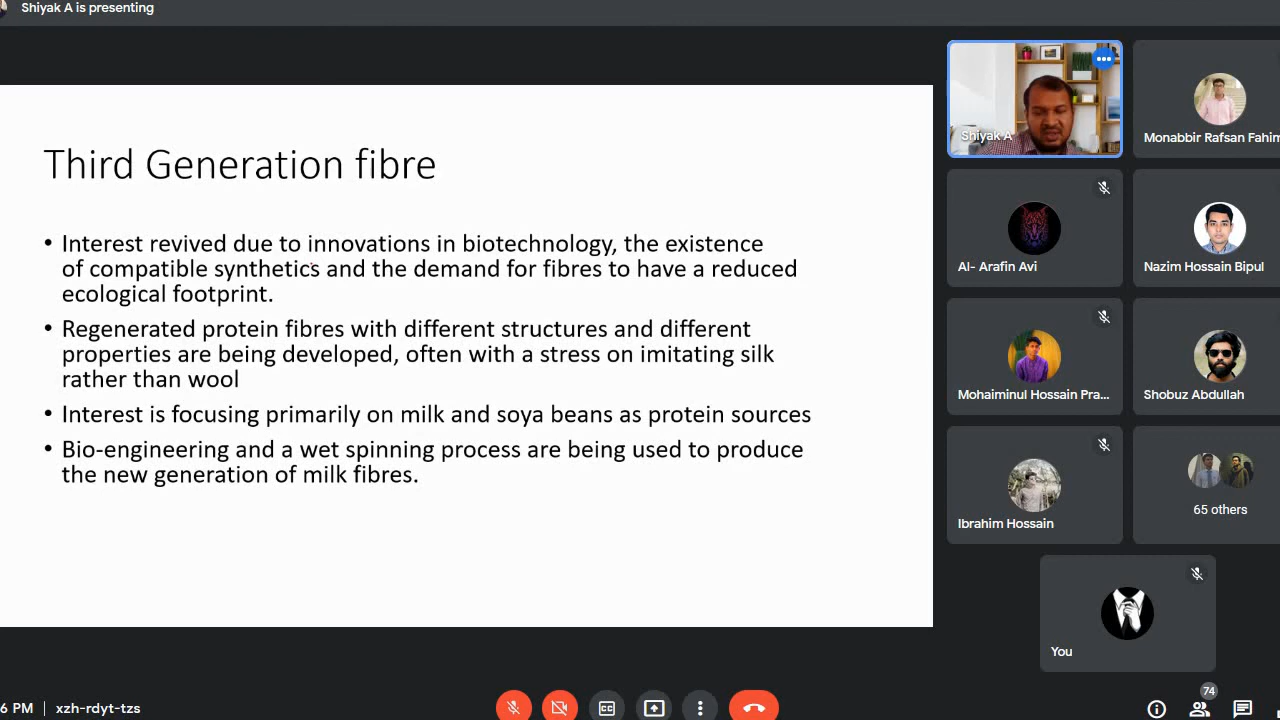 Shiyak A is presenting
Third Generation fibre
• Interest revived due to innovations in biotechnology, the existence
of compatible synthetics and the demand for fibres to have a reduced
ecological footprint.
• Regenerated protein fibres with different structures and different
properties are being developed, often with a stress on imitating silk
rather than wool
• Interest is focusing primarily on milk and soya beans as protein sources
• Bio-engineering and a wet spinning process are being used to produce
the new generation of milk fibres.
Shiyak A
Monabbir Rafsan Fahim
Al- Arafin Avi
Nazim Hossain Bipul
Mohaiminul Hossain Pra...
Shobuz Abdullah
Ibrahim Hossain
65 others
You
6 PM | xzh-rdyt-tzs
CC
74